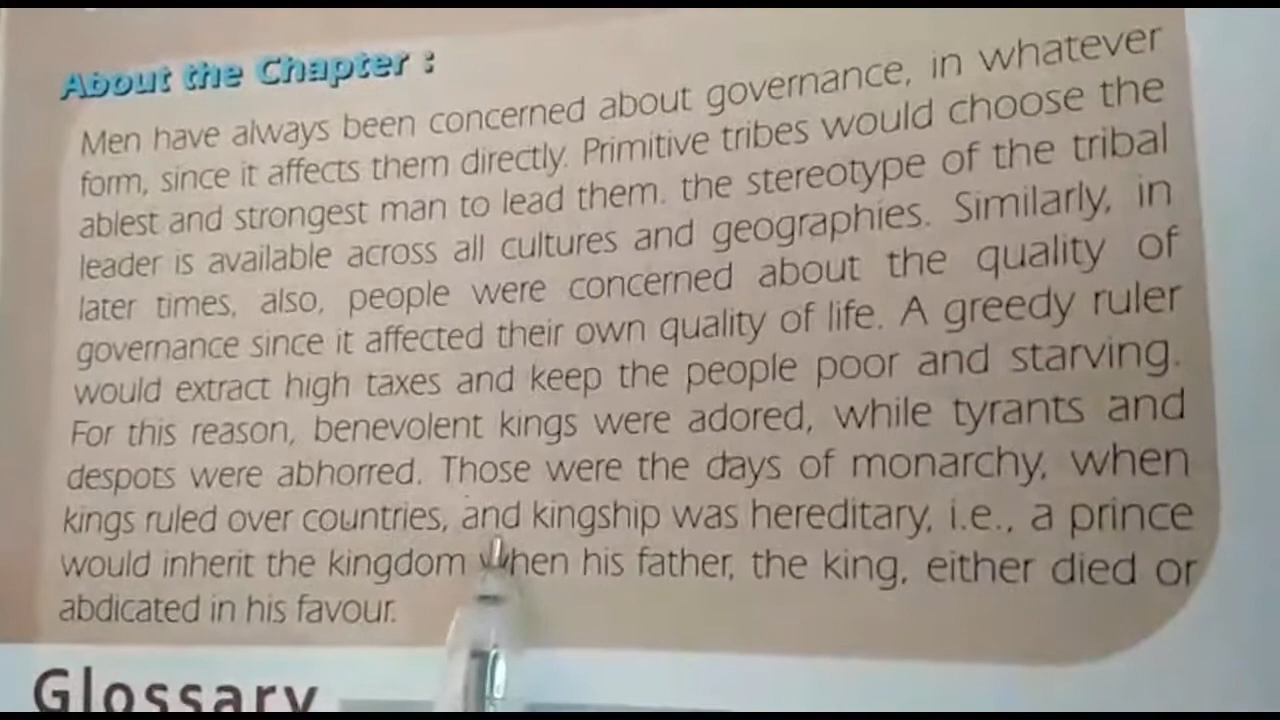 About the Chapter :
Men have always been concerned about governance, in whatever
form, since it affects them directly. Primitive tribes would choose the
ablest and strongest man to lead them. the stereotype of the tribal
leader is available across all cultures and geographies. Similarly, in
later times, also, people were concerned about the quality of
governance since it affected their own quality of life. A greedy ruler
would extract high taxes and keep the people poor and starving.
For this reason, benevolent kings were adored, while tyrants and
despots were abhorred. Those were the days of monarchy, when
kings ruled over countries, and kingship was hereditary, i.e., a prince
would inherit the kingdom when his father, the king, either died or
abdicated in his favour.
Glossary